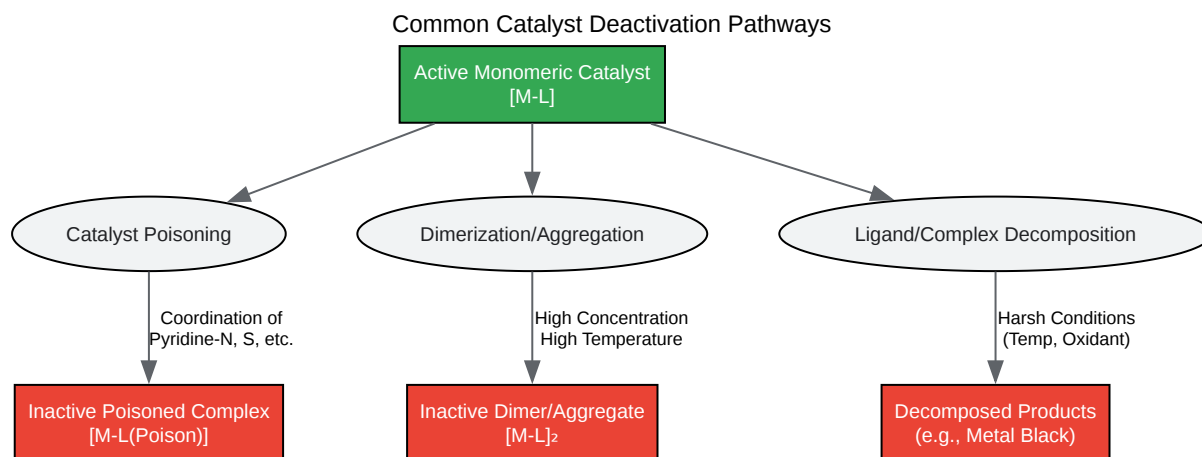 Common Catalyst Deactivation Pathways
Active Monomeric Catalyst
[M-L]
Catalyst Poisoning
Dimerization/Aggregation
Ligand/Complex Decomposition
Coordination of
Pyridine-N, S, etc.
High Concentration
High Temperature
Harsh Conditions
(Temp, Oxidant)
Inactive Poisoned Complex
[M-L(Poison)]
Inactive Dimer/Aggregate
[M-L]₂
Decomposed Products
(e.g., Metal Black)